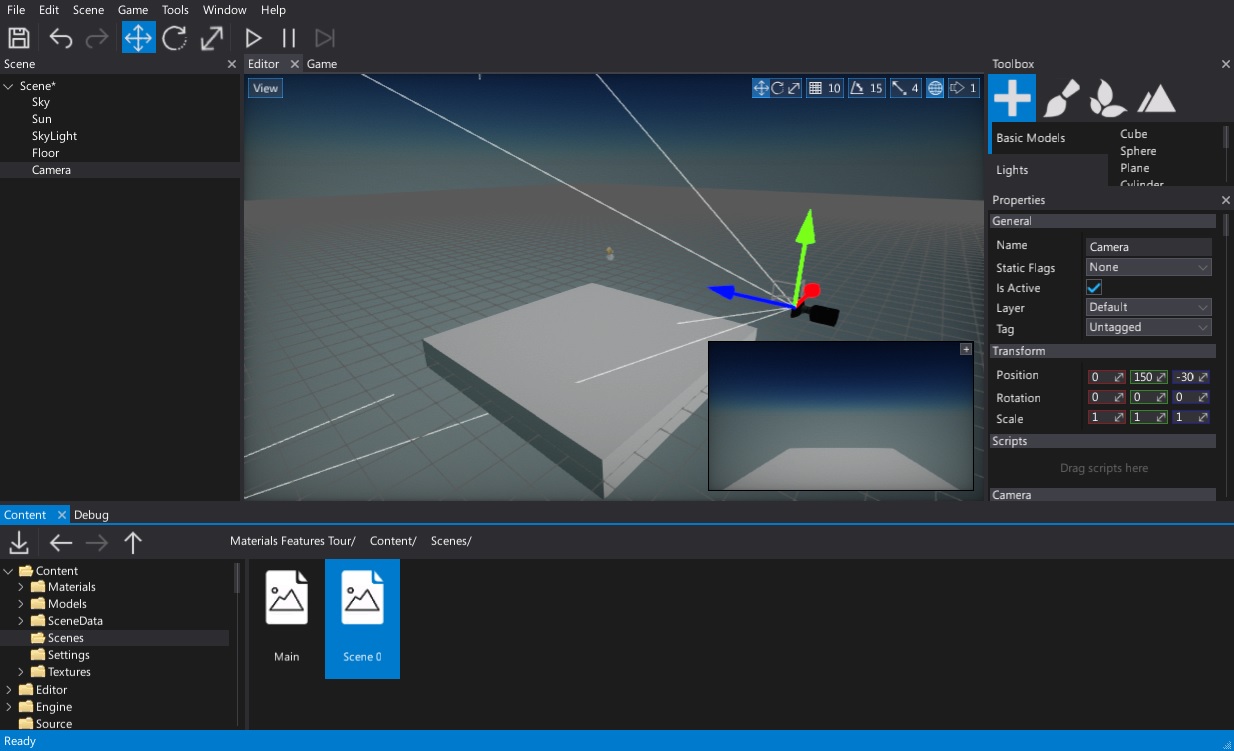 File Edit Scene Game Tools Window Help
Scene
Scene*
Sky
Sun
SkyLight
Floor
Camera
Editor Game
View
10 15 4 1
Toolbox
Basic Models
Lights
Cube
Sphere
Plane
Cylinder
Properties
General
Name Camera
Static Flags None
Is Active
Layer Default
Tag Untagged
Transform
Position 0 150 -30
Rotation 0 0 0
Scale 1 1 1
Scripts
Drag scripts here
Camera
Content Debug
Materials Features Tour/ Content/ Scenes/
Content
Materials
Models
SceneData
Scenes
Settings
Textures
Editor
Engine
Source
Main
Scene 0
Ready